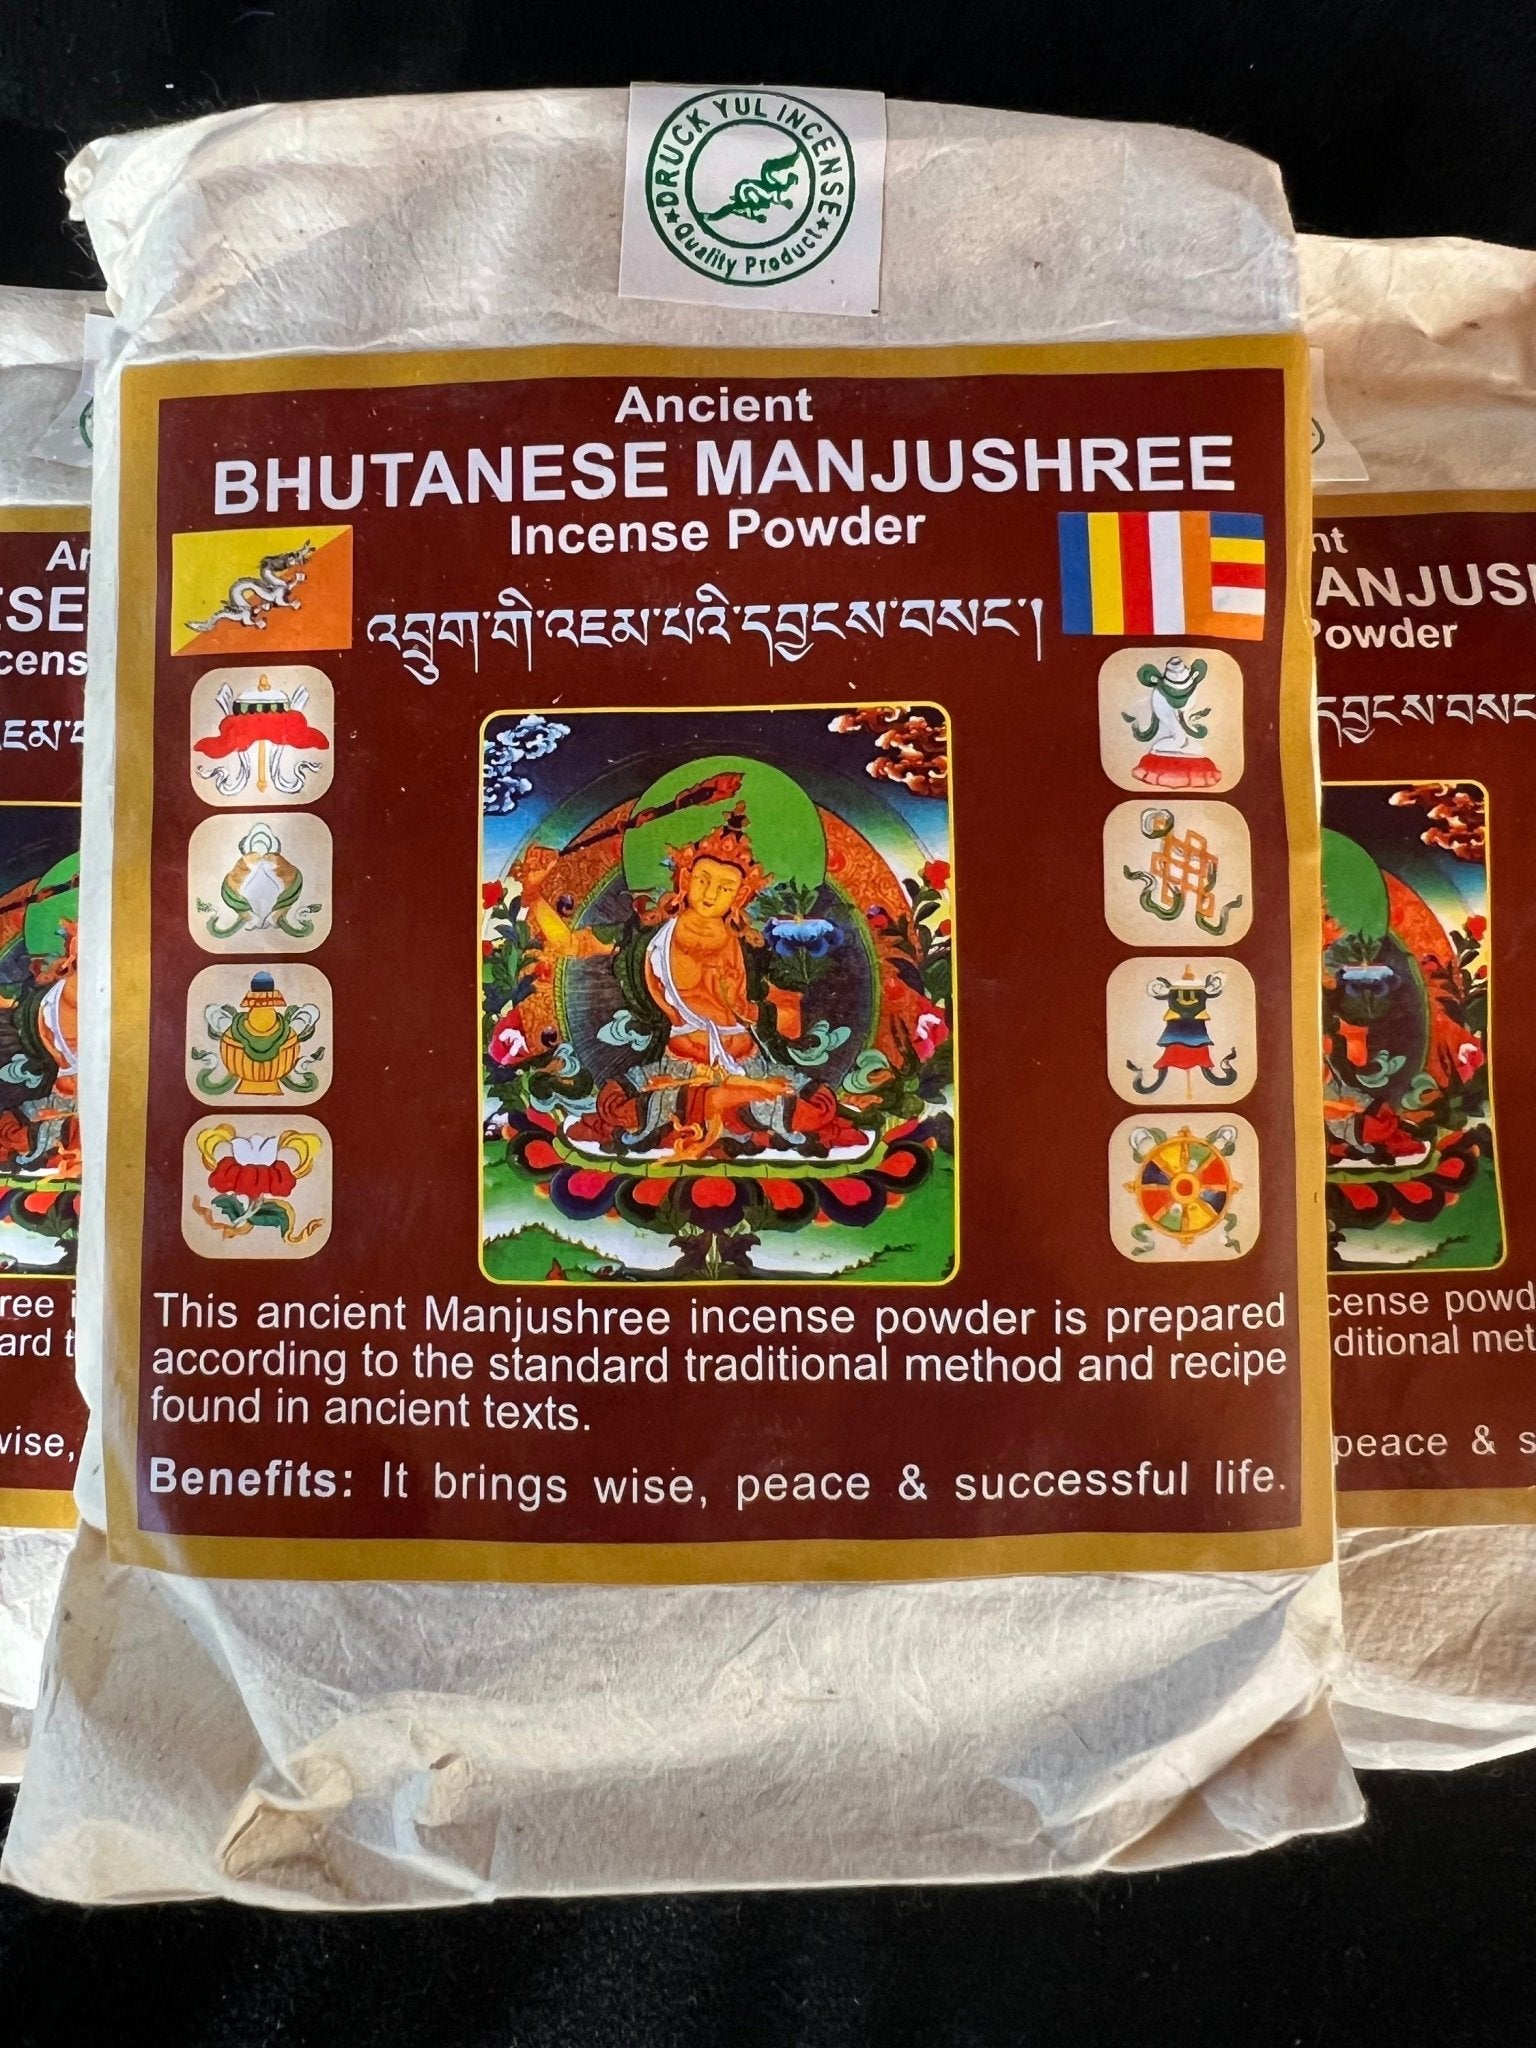 DRUCK YUL INCENSE
Quality Product
Ancient
BHUTANESE MANJUSHREE
Incense Powder
འབྲུག་གི་འཇམ་པའི་དབྱངས་བསང་།
This ancient Manjushree incense powder is prepared
according to the standard traditional method and recipe
found in ancient texts.
Benefits: It brings wise, peace & successful life.